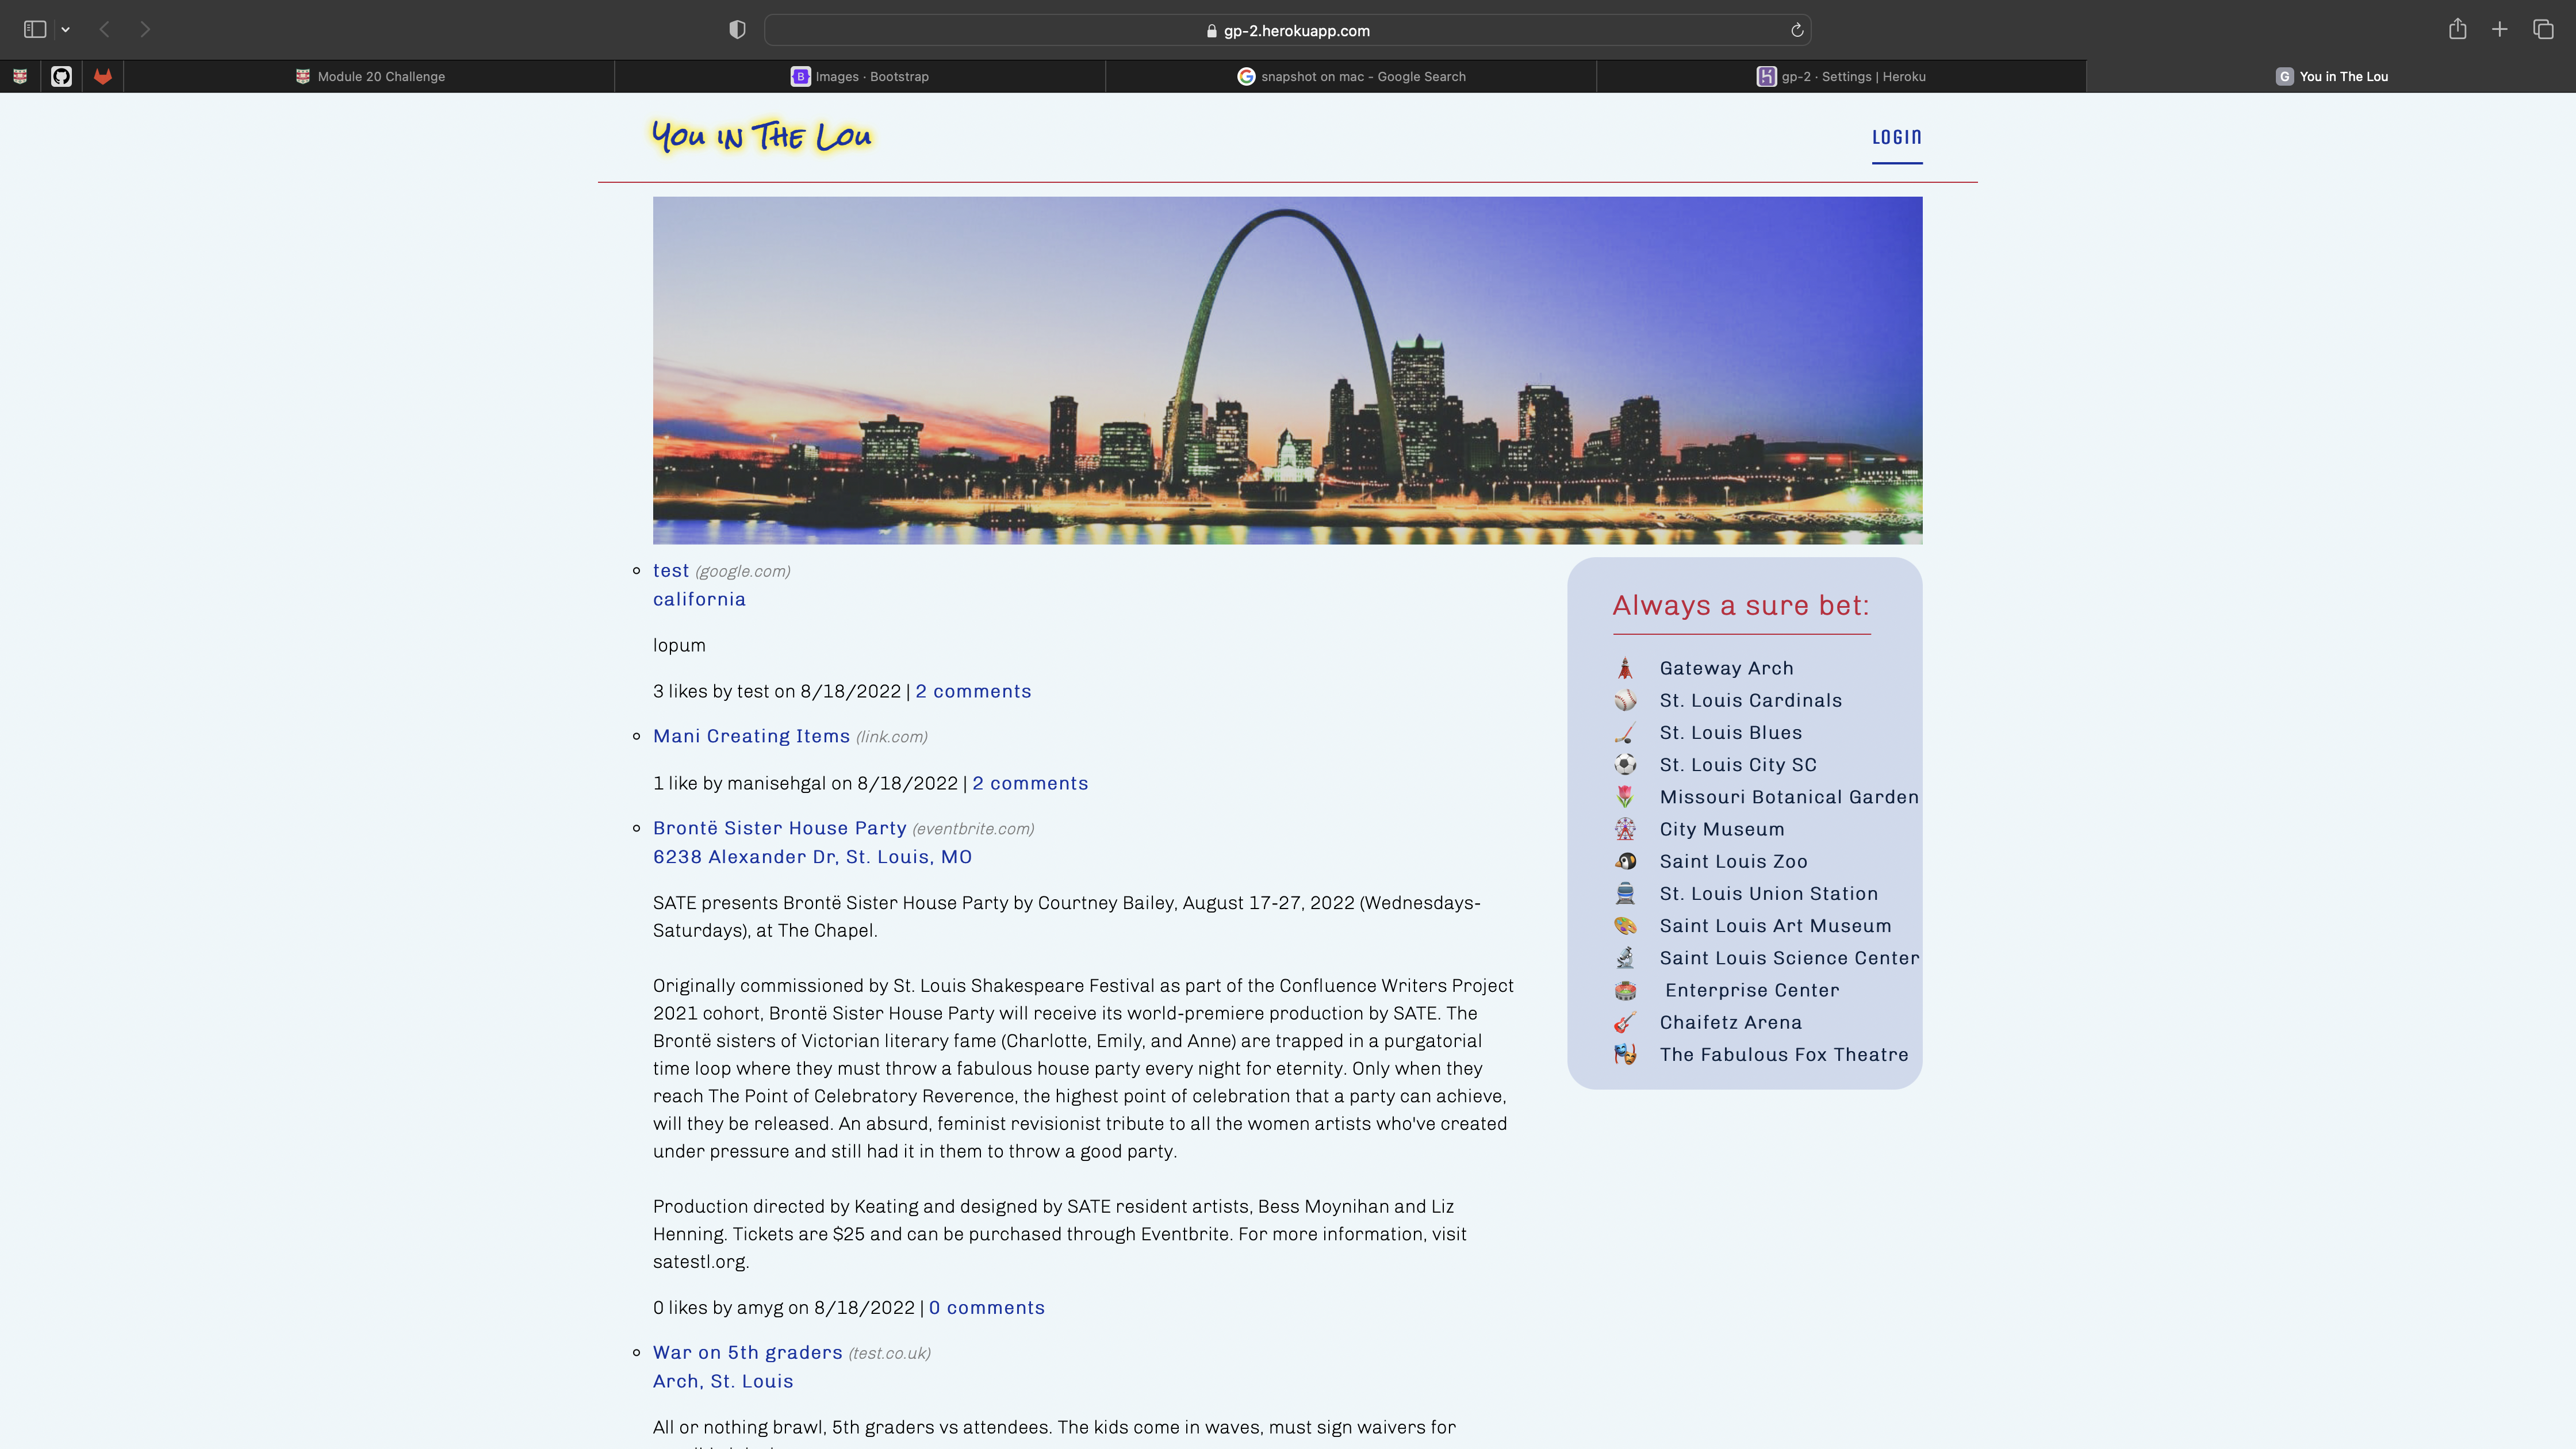 gp-2.herokuapp.com
Module 20 Challenge
Images · Bootstrap
snapshot on mac - Google Search
gp-2 · Settings | Heroku
G You in The Lou
You in The Lou
LOGIN
test (google.com)
california
lopum
3 likes by test on 8/18/2022 | 2 comments
Mani Creating Items (link.com)
1 like by manisehgal on 8/18/2022 | 2 comments
Brontë Sister House Party (eventbrite.com)
6238 Alexander Dr, St. Louis, MO
SATE presents Brontë Sister House Party by Courtney Bailey, August 17-27, 2022 (Wednesdays-
Saturdays), at The Chapel.
Originally commissioned by St. Louis Shakespeare Festival as part of the Confluence Writers Project
2021 cohort, Brontë Sister House Party will receive its world-premiere production by SATE. The
Brontë sisters of Victorian literary fame (Charlotte, Emily, and Anne) are trapped in a purgatorial
time loop where they must throw a fabulous house party every night for eternity. Only when they
reach The Point of Celebratory Reverence, the highest point of celebration that a party can achieve,
will they be released. An absurd, feminist revisionist tribute to all the women artists who've created
under pressure and still had it in them to throw a good party.
Production directed by Keating and designed by SATE resident artists, Bess Moynihan and Liz
Henning. Tickets are $25 and can be purchased through Eventbrite. For more information, visit
satestl.org.
0 likes by amyg on 8/18/2022 | 0 comments
War on 5th graders (test.co.uk)
Arch, St. Louis
All or nothing brawl, 5th graders vs attendees. The kids come in waves, must sign waivers for
Always a sure bet:
Gateway Arch
St. Louis Cardinals
St. Louis Blues
St. Louis City SC
Missouri Botanical Garden
City Museum
Saint Louis Zoo
St. Louis Union Station
Saint Louis Art Museum
Saint Louis Science Center
Enterprise Center
Chaifetz Arena
The Fabulous Fox Theatre